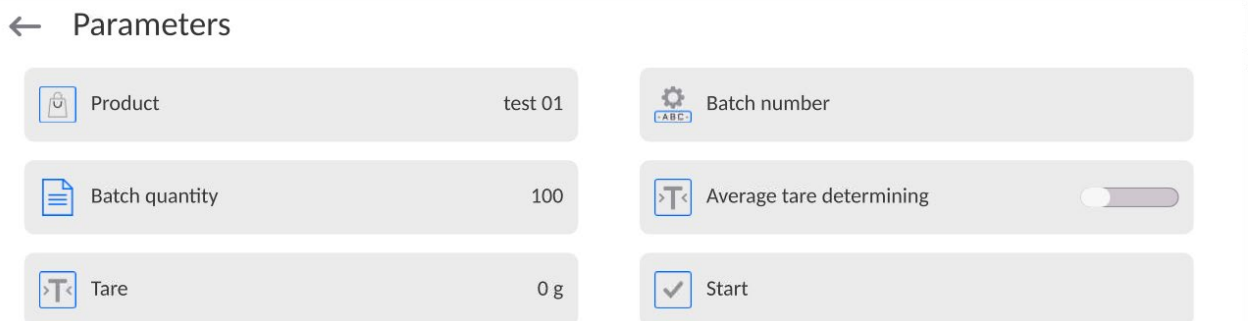 Parameters
Product test 01
Batch number
·ABC·
Batch quantity 100
Average tare determining
>T<
Tare 0 g
>T<
Start